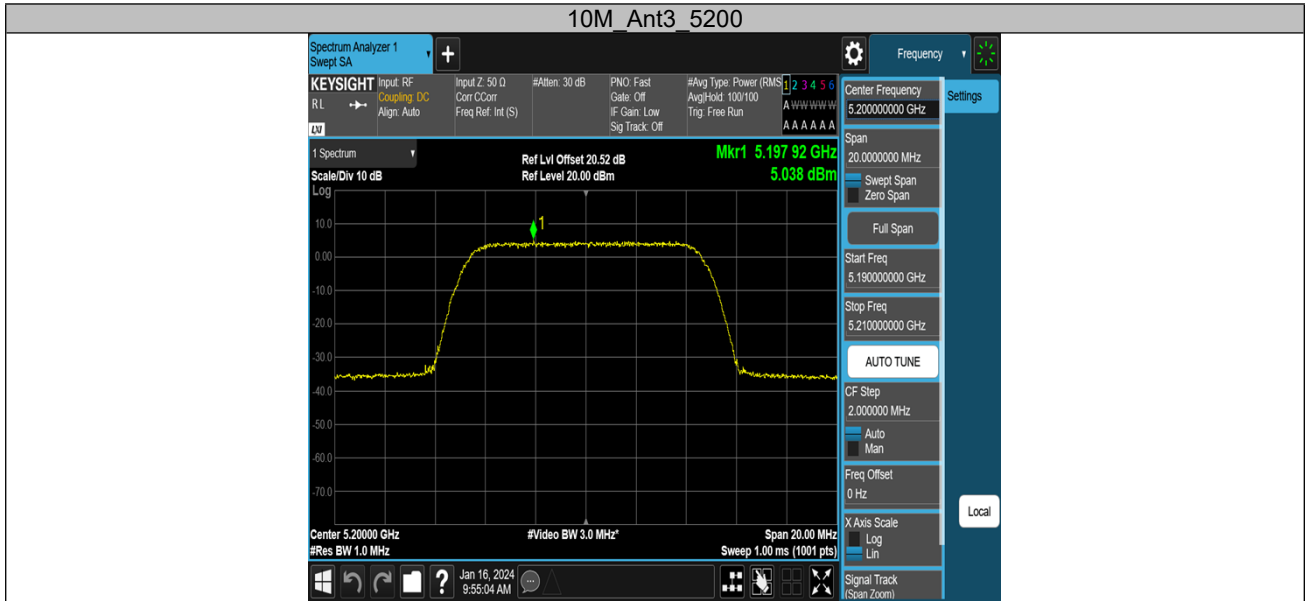 10M_Ant3_5200
Spectrum Analyzer 1
Swept SA
+
Frequency
KEYSIGHT
RL
LXI
Input: RF
Coupling: DC
Align: Auto
Input Z: 50 Ω
Corr CCorr
Freq Ref: Int (S)
#Atten: 30 dB
PNO: Fast
Gate: Off
IF Gain: Low
Sig Track: Off
#Avg Type: Power (RMS
Avg|Hold: 100/100
Trig: Free Run
1 2 3 4 5 6
A W W W W W
A A A A A A
1 Spectrum
Scale/Div 10 dB
Log
Ref Lvl Offset 20.52 dB
Ref Level 20.00 dBm
Mkr1 5.197 92 GHz
5.038 dBm
1
10.0
0.00
-10.0
-20.0
-30.0
-40.0
-50.0
-60.0
-70.0
Center 5.20000 GHz
#Res BW 1.0 MHz
#Video BW 3.0 MHz*
Span 20.00 MHz
Sweep 1.00 ms (1001 pts)
?
Jan 16, 2024
9:55:04 AM
Center Frequency
5.200000000 GHz
Span
20.0000000 MHz
Swept Span
Zero Span
Full Span
Start Freq
5.190000000 GHz
Stop Freq
5.210000000 GHz
AUTO TUNE
CF Step
2.000000 MHz
Auto
Man
Freq Offset
0 Hz
X Axis Scale
Log
Lin
Signal Track
(Span Zoom)
Settings
Local